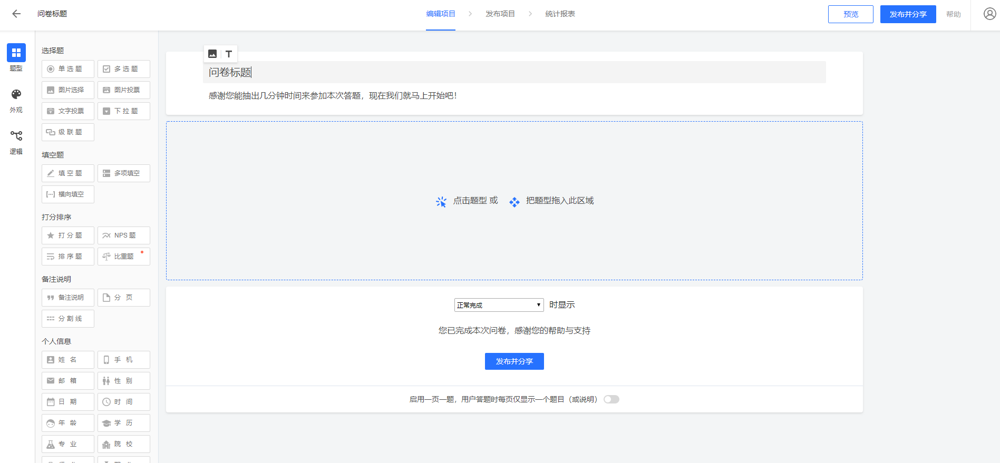 问卷标题
编辑项目
发布项目
统计报表
预览
发布并分享
帮助
题型
外观
逻辑
选择题
单选题
多选题
图片选择
图片投票
文字投票
下拉题
级联题
填空题
填空题
多项填空
横向填空
打分排序
打分题
NPS 题
排序题
比重题
备注说明
备注说明
分页
分割线
个人信息
姓名
手机
邮箱
性别
日期
时间
年龄
学历
专业
院校
T
问卷标题
感谢您能抽出几分钟时间来参加本次答题，现在我们就马上开始吧！
点击题型 或 把题型拖入此区域
正常完成 时显示
您已完成本次问卷，感谢您的帮助与支持
发布并分享
启用一页一题，用户答题时每页仅显示一个题目（或说明）